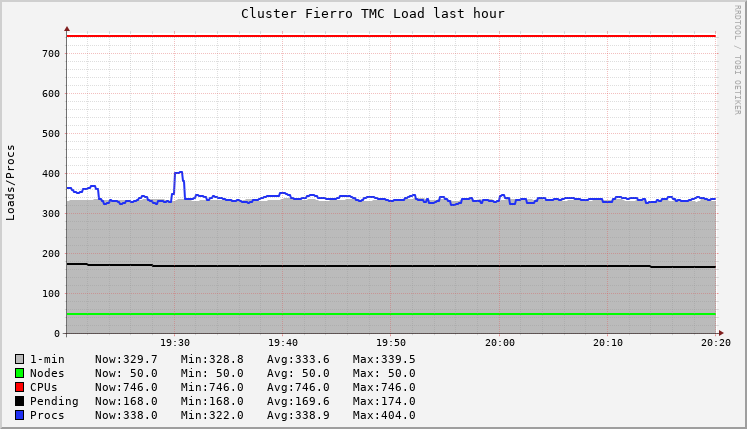 Cluster Fierro TMC Load last hour
RRDTOOL / TOBI OETIKER
Loads/Procs
700
600
500
400
300
200
100
0
19:30 19:40 19:50 20:00 20:10 20:20
1-min Now:329.7 Min:328.8 Avg:333.6 Max:339.5
Nodes Now: 50.0 Min: 50.0 Avg: 50.0 Max: 50.0
CPUs Now:746.0 Min:746.0 Avg:746.0 Max:746.0
Pending Now:168.0 Min:168.0 Avg:169.6 Max:174.0
Procs Now:338.0 Min:322.0 Avg:338.9 Max:404.0